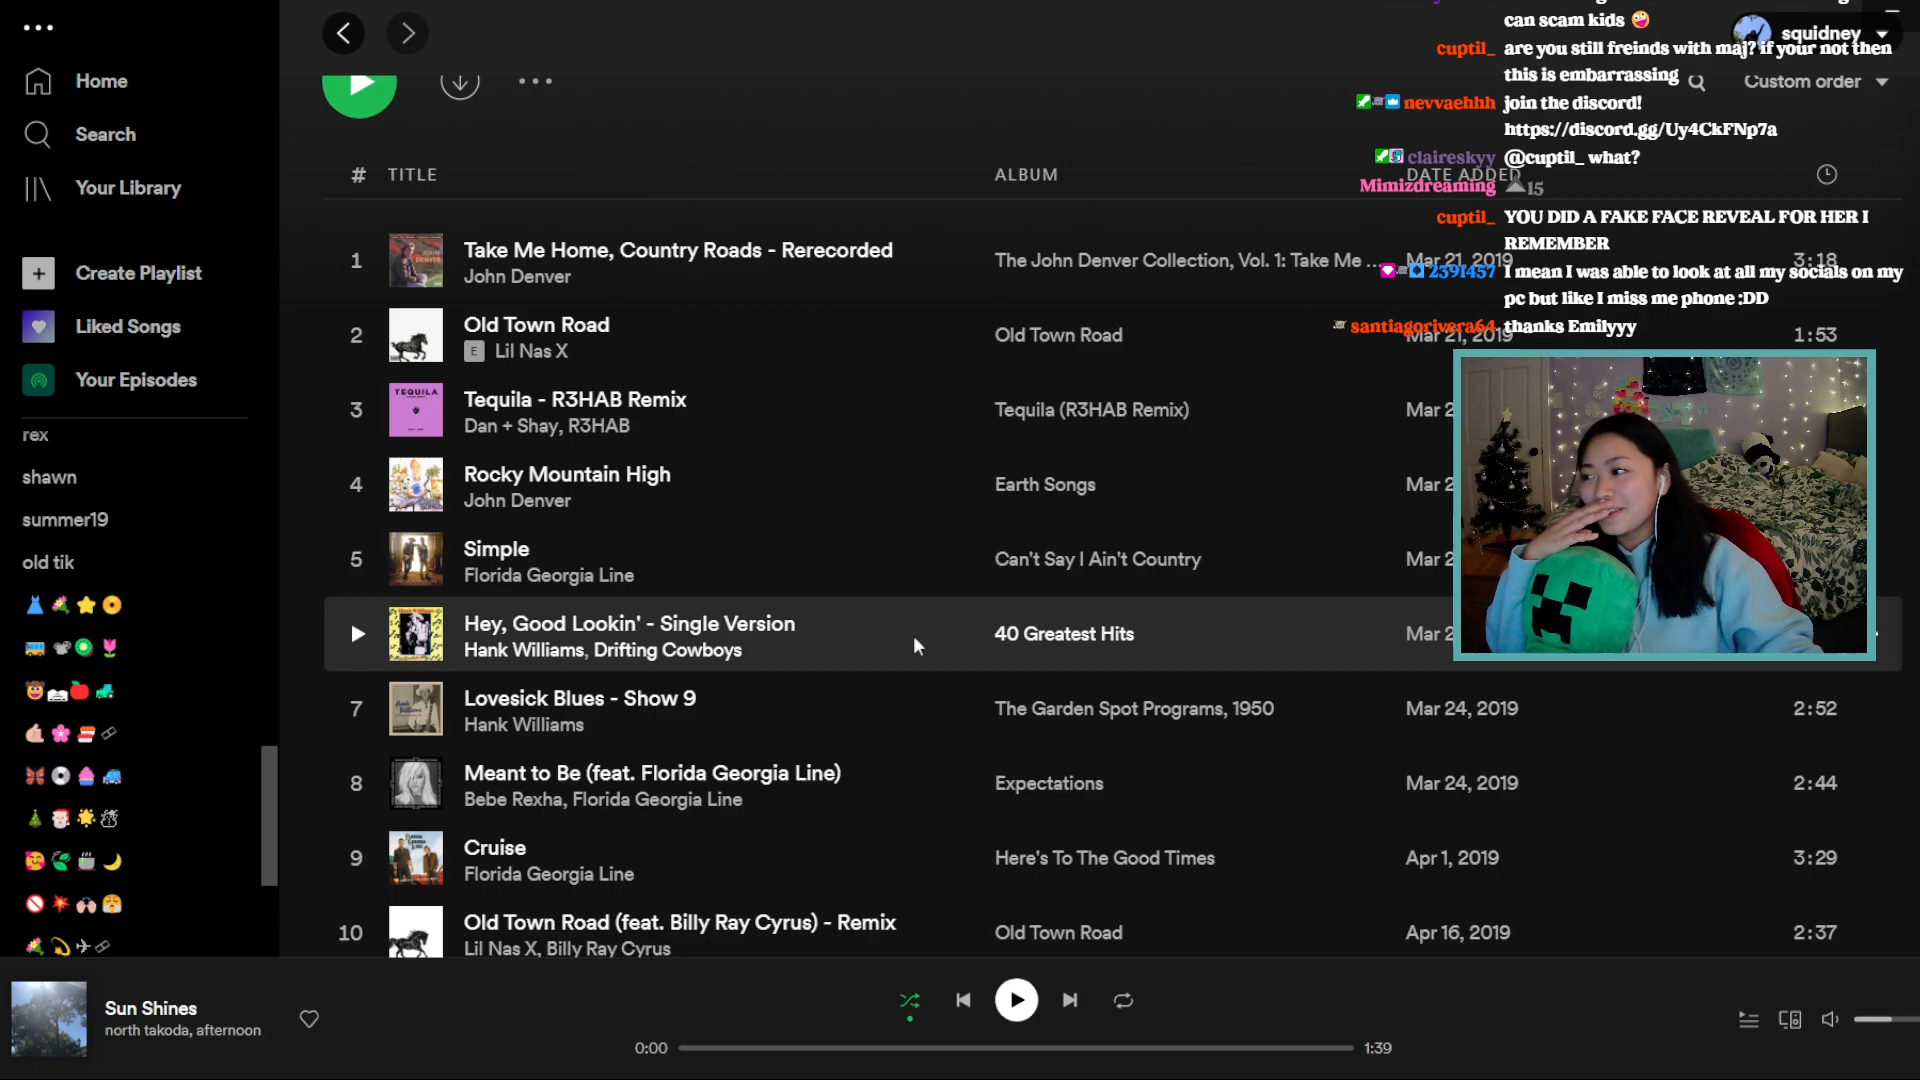 Home
Search
Your Library
Create Playlist
Liked Songs
Your Episodes
rex
shawn
summer19
old tik
squidney
Custom order
can scam kids
cuptil_ are you still freinds with maj? if your not then
this is embarrassing
nevvaehhh join the discord!
https://discord.gg/Uy4CkFNp7a
claireskyy @cuptil_ what?
Mimizdreaming 15
cuptil_ YOU DID A FAKE FACE REVEAL FOR HER I
REMEMBER
2391457 I mean I was able to look at all my socials on my
pc but like I miss me phone :DD
santiagorivera64 thanks Emilyyy
# TITLE ALBUM DATE ADDED
1 Take Me Home, Country Roads - Rerecorded The John Denver Collection, Vol. 1: Take Me ... Mar 21, 2019 3:18
John Denver
2 Old Town Road Old Town Road Mar 21, 2019 1:53
E Lil Nas X
3 Tequila - R3HAB Remix Tequila (R3HAB Remix) Mar 2
Dan + Shay, R3HAB
TEQUILA
4 Rocky Mountain High Earth Songs Mar 2
John Denver
5 Simple Can't Say I Ain't Country Mar 2
Florida Georgia Line
Hey, Good Lookin' - Single Version 40 Greatest Hits Mar 2
Hank Williams, Drifting Cowboys
7 Lovesick Blues - Show 9 The Garden Spot Programs, 1950 Mar 24, 2019 2:52
Hank Williams
8 Meant to Be (feat. Florida Georgia Line) Expectations Mar 24, 2019 2:44
Bebe Rexha, Florida Georgia Line
9 Cruise Here's To The Good Times Apr 1, 2019 3:29
Florida Georgia Line
10 Old Town Road (feat. Billy Ray Cyrus) - Remix Old Town Road Apr 16, 2019 2:37
Lil Nas X, Billy Ray Cyrus
Sun Shines
north takoda, afternoon
0:00 1:39